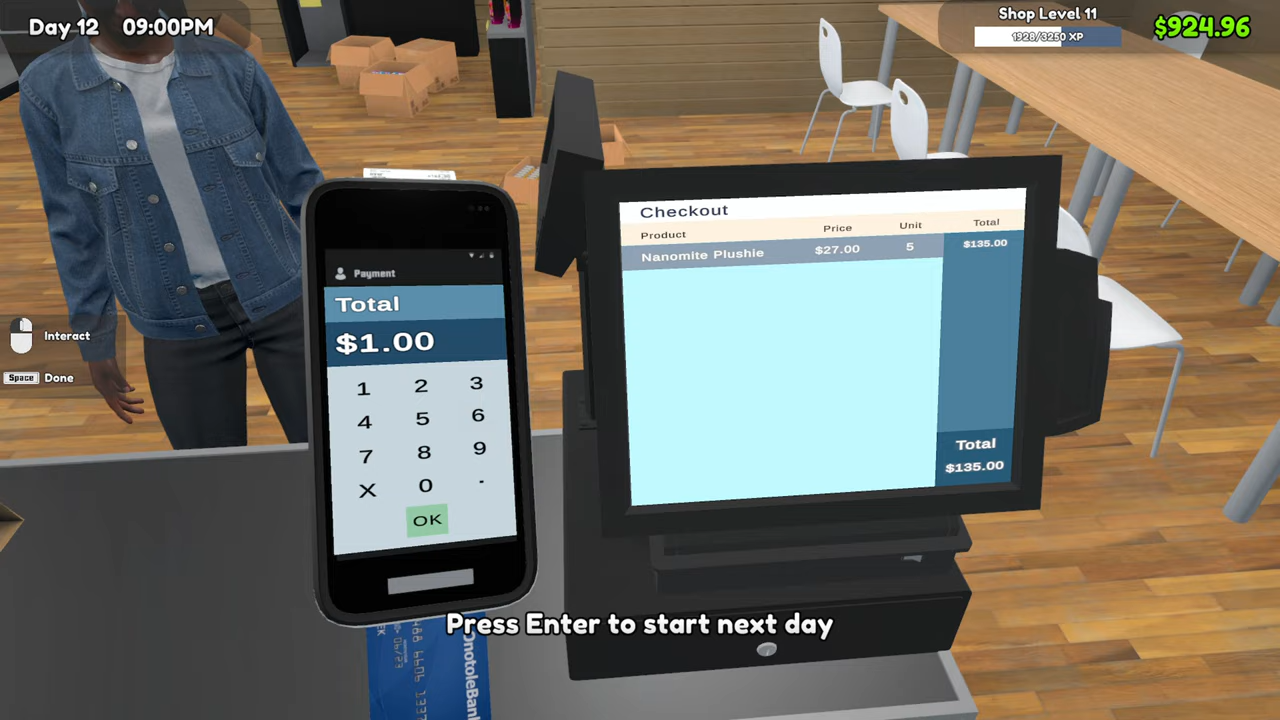 Day 12 09:00PM
Shop Level 11
1928/3250 XP
$924.96
Interact
Space Done
Payment
Total
$1.00
1 2 3
4 5 6
7 8 9
X 0 .
OK
Checkout
Product Price Unit Total
Nanomite Plushie $27.00 5 $135.00
Total
$135.00
Press Enter to start next day
OnotoleBank